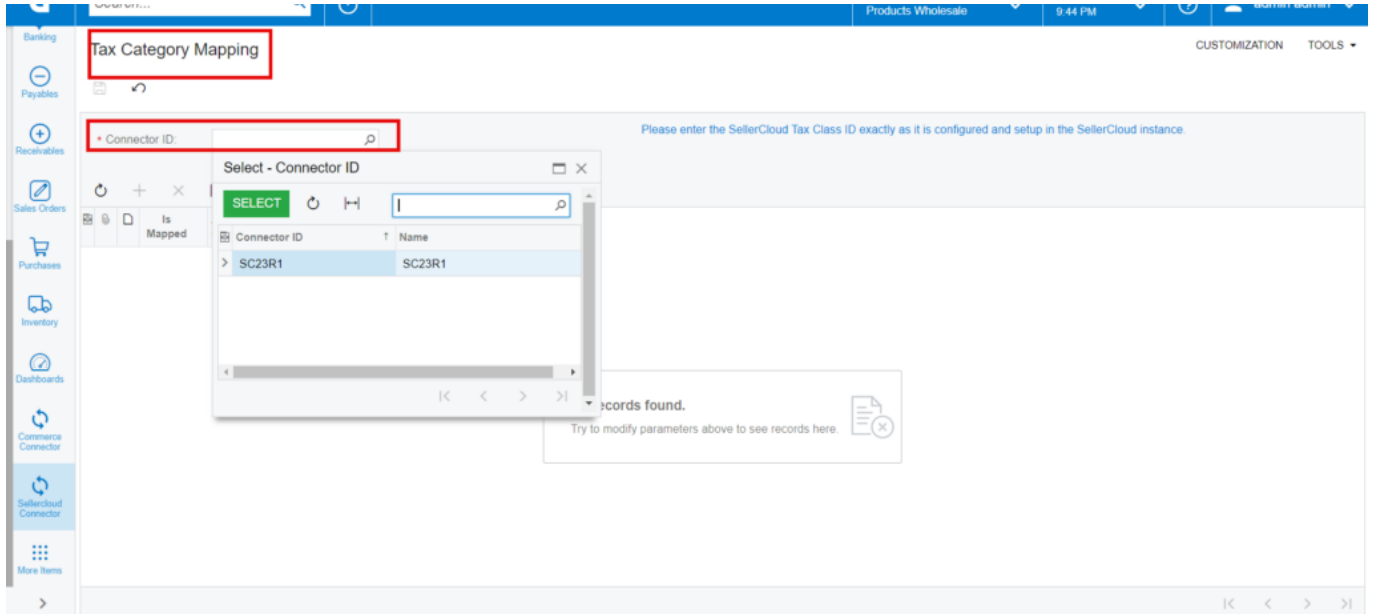 Search...
Products Wholesale
9:44 PM
admin admin
Banking
Payables
Receivables
Sales Orders
Purchases
Inventory
Dashboards
Commerce
Connector
Sellercloud
Connector
More Items
Tax Category Mapping
CUSTOMIZATION TOOLS
* Connector ID:
Please enter the SellerCloud Tax Class ID exactly as it is configured and setup in the SellerCloud instance.
Is
Mapped
Select - Connector ID
SELECT
Connector ID Name
SC23R1 SC23R1
ecords found.
Try to modify parameters above to see records here.